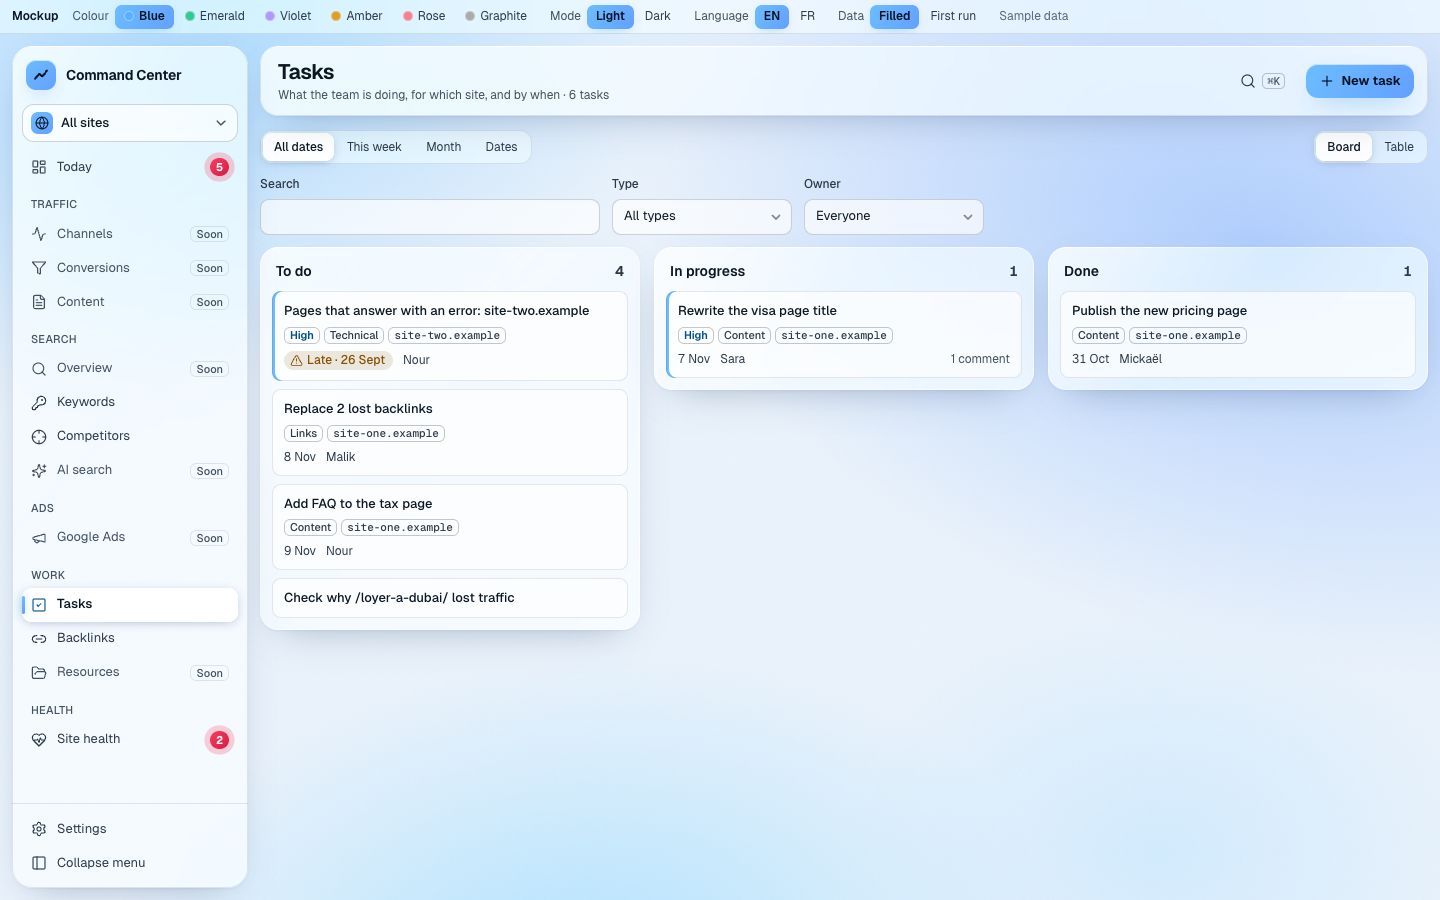 Mockup Colour Blue Emerald Violet Amber Rose Graphite Mode Light Dark Language EN FR Data Filled First run Sample data
Command Center
All sites
Today 5
TRAFFIC
Channels Soon
Conversions Soon
Content Soon
SEARCH
Overview Soon
Keywords
Competitors
AI search Soon
ADS
Google Ads Soon
WORK
Tasks
Backlinks
Resources Soon
HEALTH
Site health 2
Settings
Collapse menu
Tasks
What the team is doing, for which site, and by when · 6 tasks
⌘K
New task
All dates This week Month Dates
Board Table
Search
Type
All types
Owner
Everyone
To do 4
Pages that answer with an error: site-two.example
High Technical site-two.example
Late · 26 Sept Nour
Replace 2 lost backlinks
Links site-one.example
8 Nov Malik
Add FAQ to the tax page
Content site-one.example
9 Nov Nour
Check why /loyer-a-dubai/ lost traffic
In progress 1
Rewrite the visa page title
High Content site-one.example
7 Nov Sara 1 comment
Done 1
Publish the new pricing page
Content site-one.example
31 Oct Mickaël